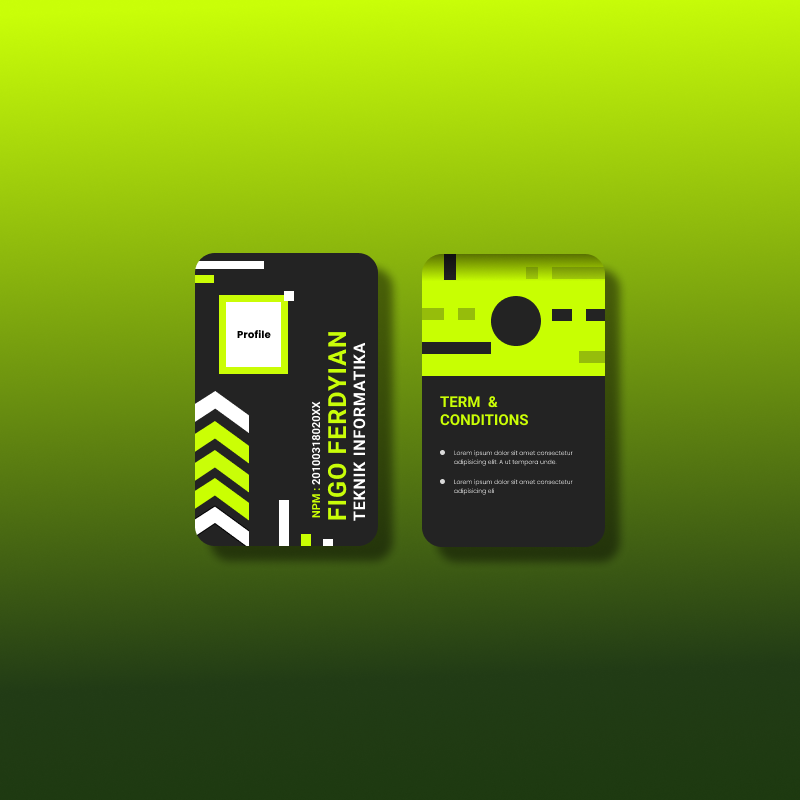 Profile
NPM : 20100318020XX
FIGO FERDYIAN
TEKNIK INFORMATIKA
TERM &
CONDITIONS
Lorem ipsum dolor sit amet consectetur
adipisicing elit. A ut tempora unde.
Lorem ipsum dolor sit amet consectetur
adipisicing eli